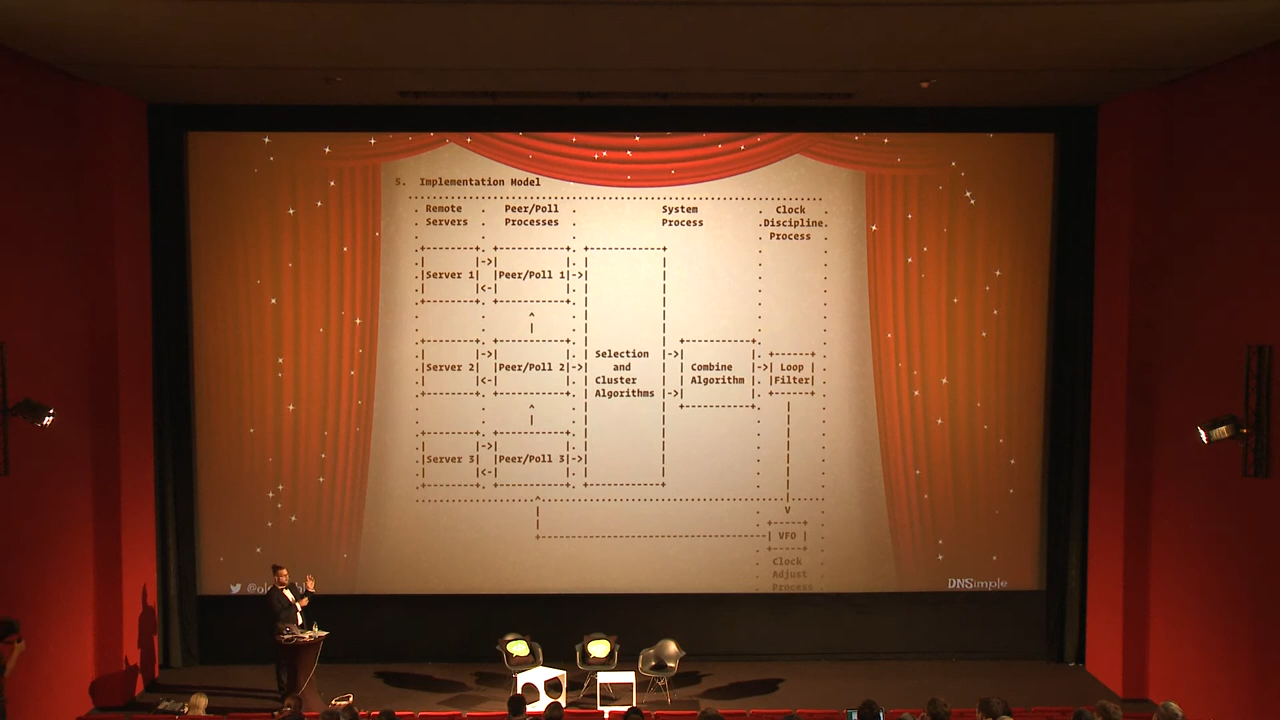 5. Implementation Model
Remote Servers
Peer/Poll Processes
System Process
Clock Discipline Process
Server 1
Peer/Poll 1
Server 2
Peer/Poll 2
Selection and Cluster Algorithms
Combine Algorithm
Loop Filter
Server 3
Peer/Poll 3
VFO
Clock Adjust Process
DNSimple